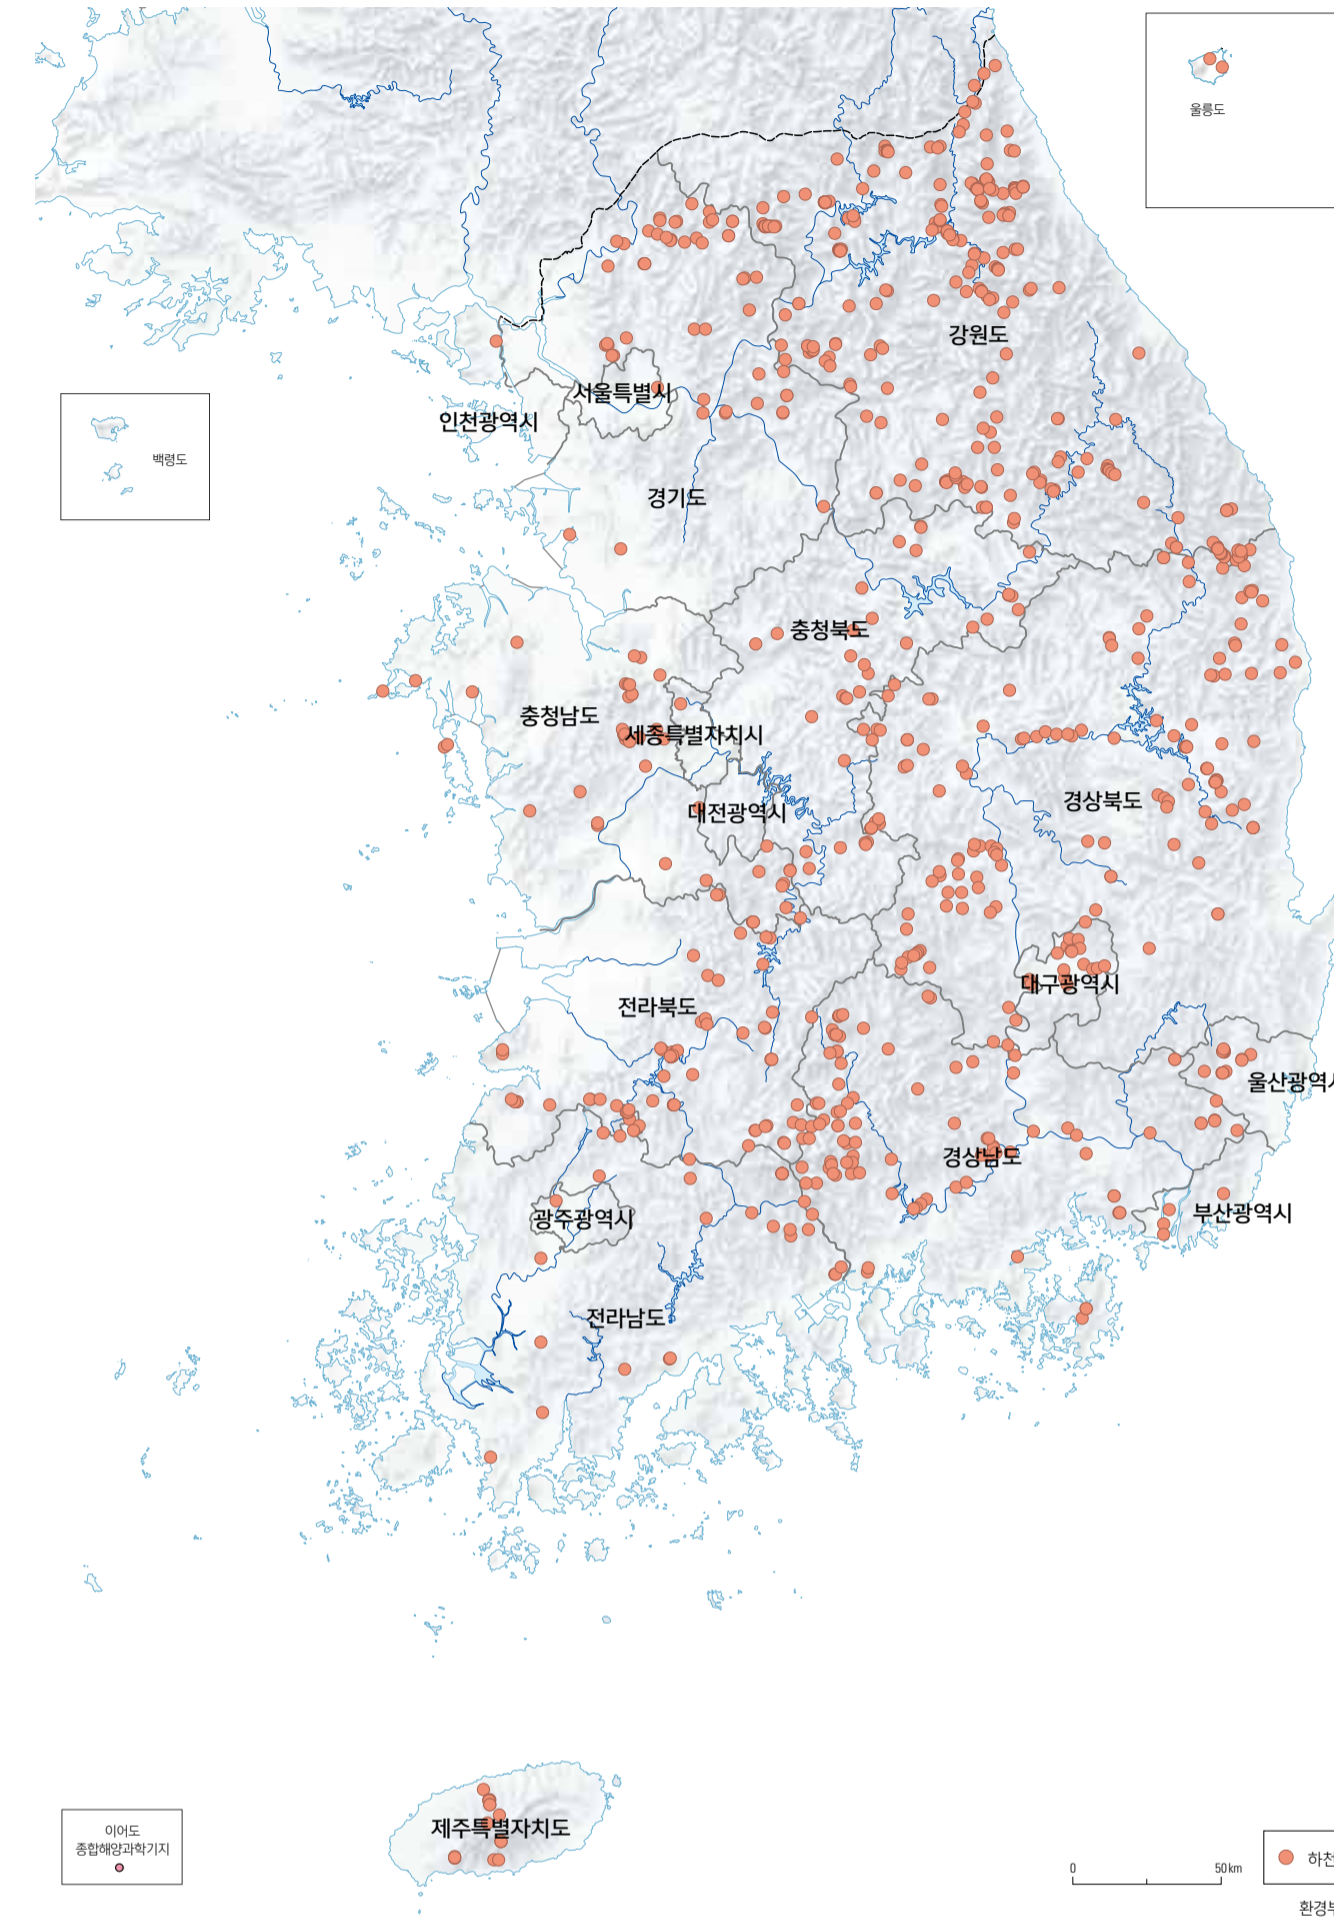 울릉도
강원도
서울특별시
인천광역시
백령도
경기도
충청북도
충청남도
세종특별자치시
경상북도
대전광역시
대구광역시
전라북도
울산광역시
경상남도
부산광역시
광주광역시
전라남도
제주특별자치도
이어도
종합해양과학기지
0 50km
하천
환경부